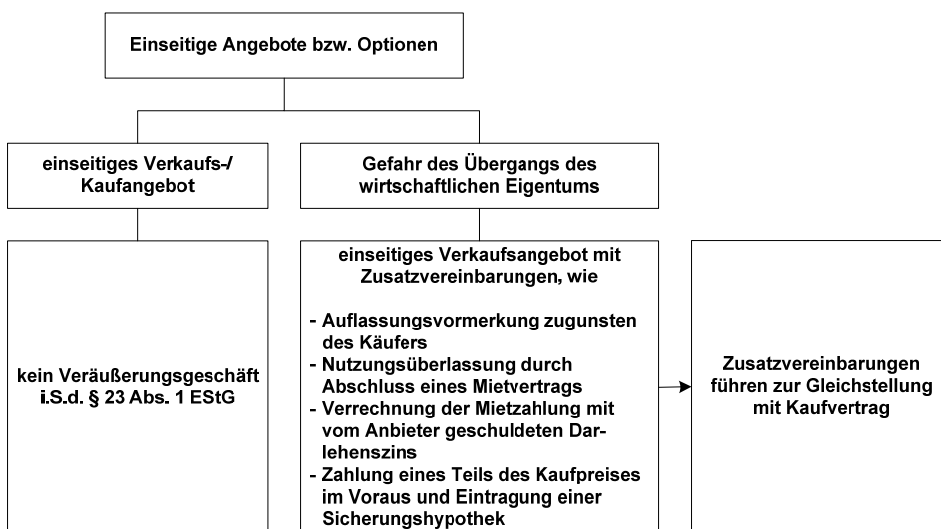 Einseitige Angebote bzw. Optionen
einseitiges Verkaufs-/
Kaufangebot
Gefahr des Übergangs des
wirtschaftlichen Eigentums
kein Veräußerungsgeschäft
i.S.d. § 23 Abs. 1 EStG
einseitiges Verkaufsangebot mit
Zusatzvereinbarungen, wie
- Auflassungsvormerkung zugunsten
des Käufers
- Nutzungsüberlassung durch
Abschluss eines Mietvertrags
- Verrechnung der Mietzahlung mit
vom Anbieter geschuldeten Dar-
lehenszins
- Zahlung eines Teils des Kaufpreises
im Voraus und Eintragung einer
Sicherungshypothek
Zusatzvereinbarungen
führen zur Gleichstellung
mit Kaufvertrag